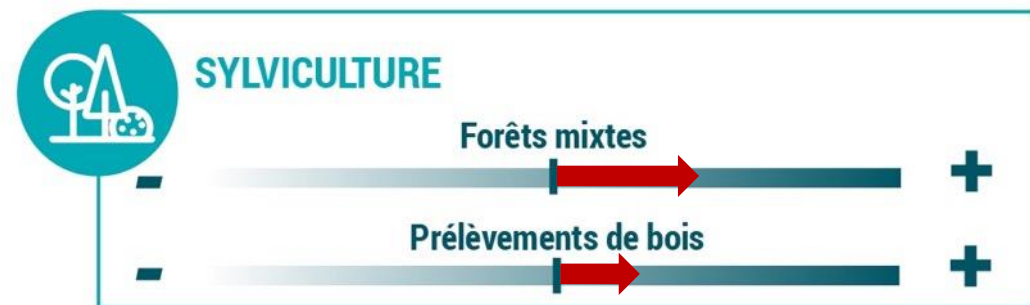 SYLVICULTURE
Forêts mixtes
- +
Prélèvements de bois
- +